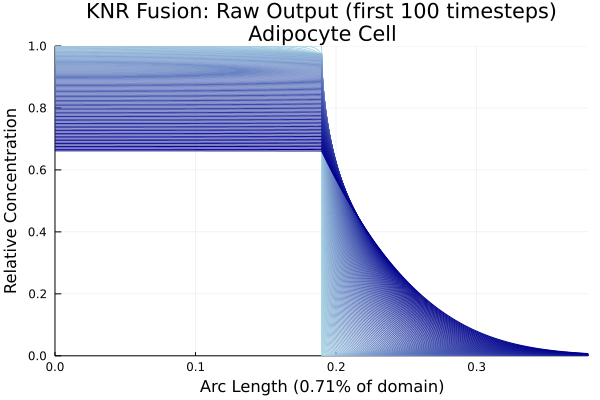 KNR Fusion: Raw Output (first 100 timesteps)
Adipocyte Cell
1.0
0.8
0.6
0.4
0.2
0.0
Relative Concentration
0.0 0.1 0.2 0.3
Arc Length (0.71% of domain)